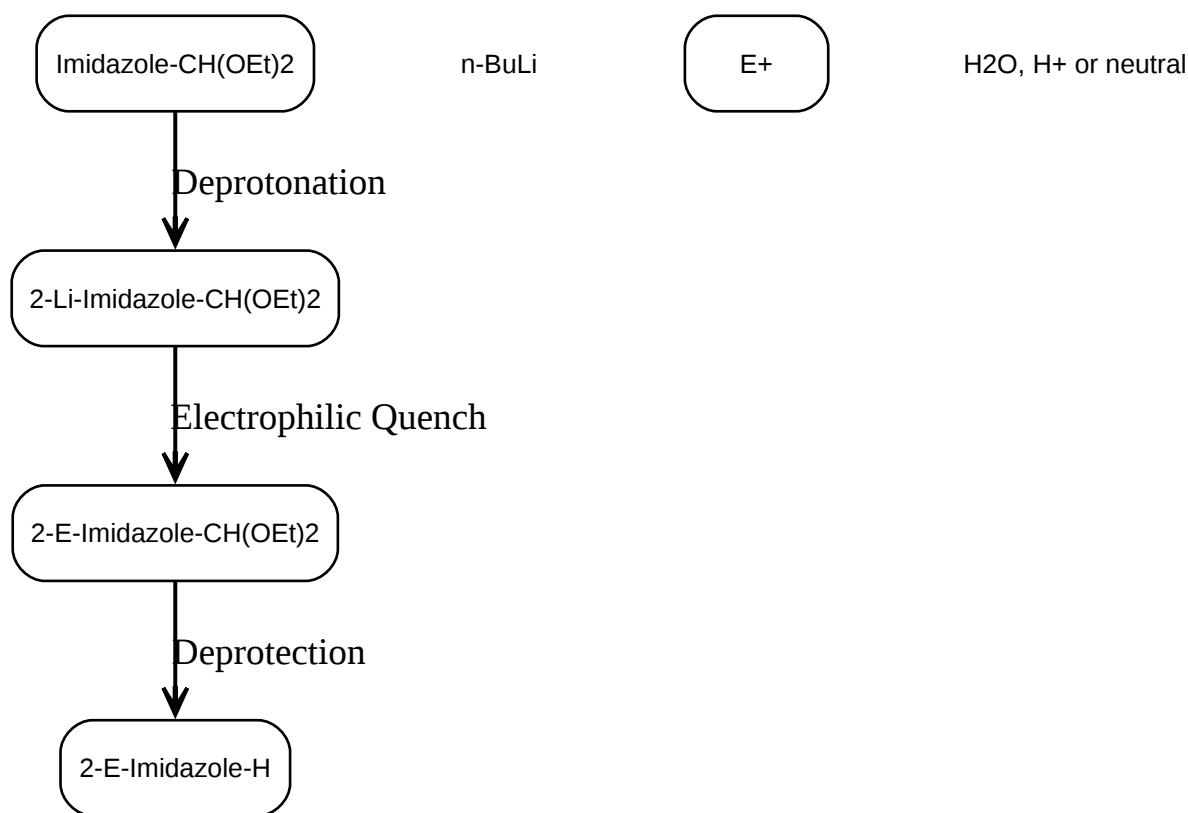 Imidazole-CH(OEt)2
n-BuLi
E+
H2O, H+ or neutral
Deprotonation
2-Li-Imidazole-CH(OEt)2
Electrophilic Quench
2-E-Imidazole-CH(OEt)2
Deprotection
2-E-Imidazole-H